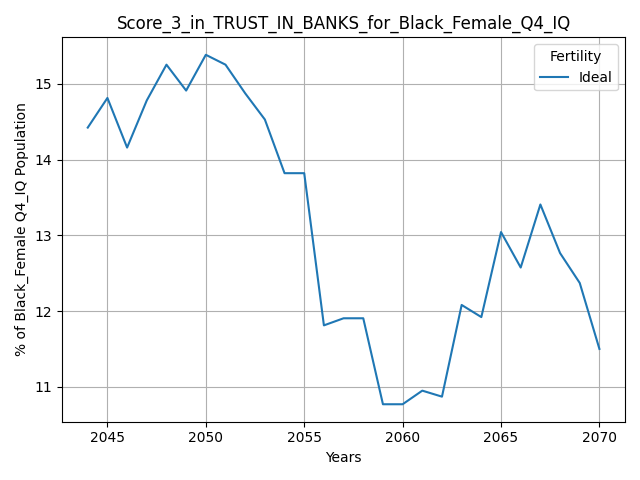 Score_3_in_TRUST_IN_BANKS_for_Black_Female_Q4_IQ
Fertility
Ideal
% of Black_Female Q4_IQ Population
15
14
13
12
11
2045 2050 2055 2060 2065 2070
Years